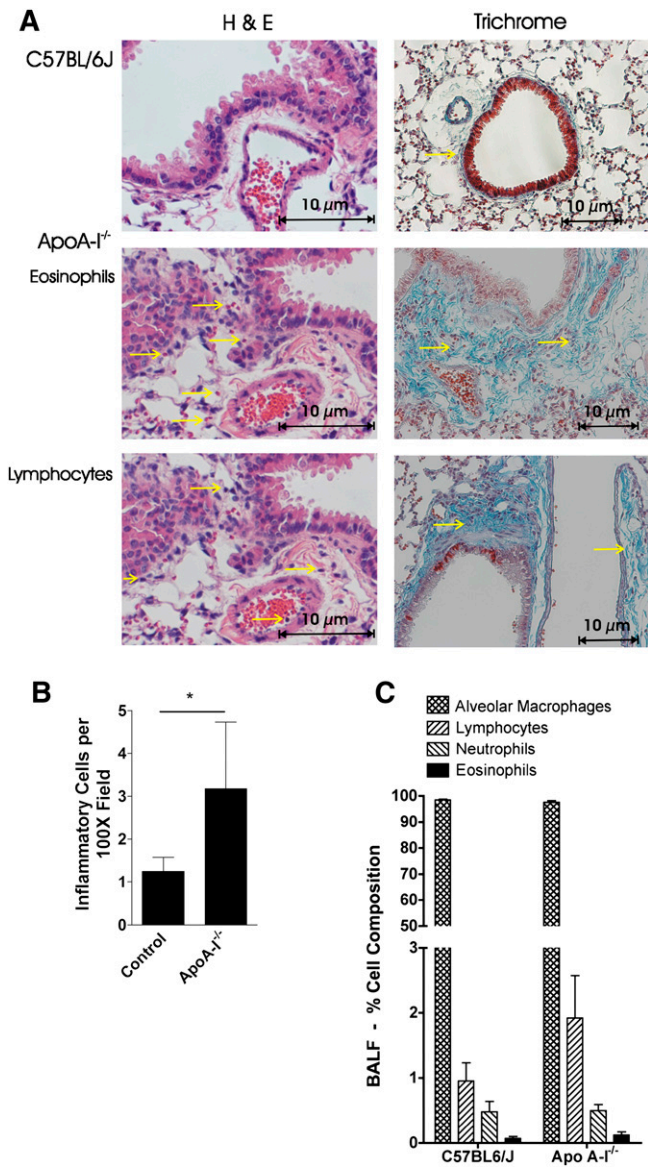 A
H & E
Trichrome
C57BL/6J
10 µm
10 µm
ApoA-I-/-
Eosinophils
10 µm
10 µm
Lymphocytes
10 µm
10 µm
B
*
Inflammatory Cells per
100X Field
5
4
3
2
1
0
Control
ApoA-I-/-
C
Alveolar Macrophages
Lymphocytes
Neutrophils
Eosinophils
BALF - % Cell Composition
100
90
80
70
60
50
3
2
1
0
C57BL6/J
Apo A-I-/-